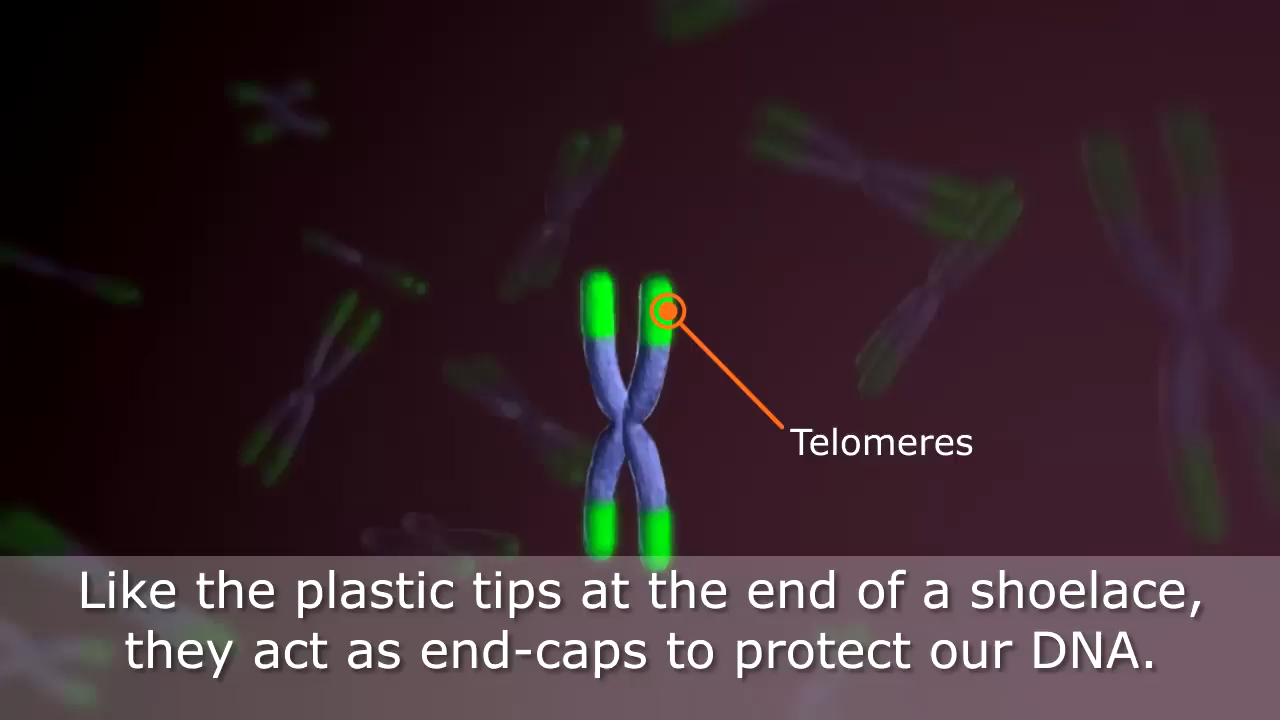 Telomeres
Like the plastic tips at the end of a shoelace,
they act as end-caps to protect our DNA.